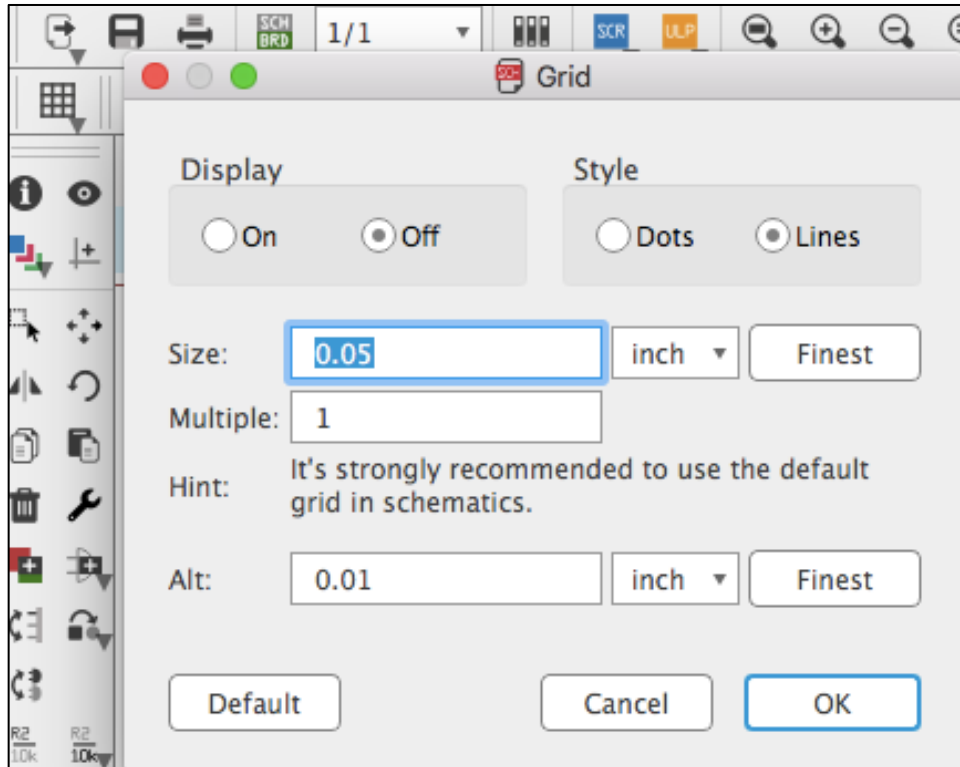 SCH
BRD
1/1
SCR
ULP
SCH
Grid
Display
Style
On
Off
Dots
Lines
Size:
0.05
inch
Finest
Multiple:
1
Hint:
It's strongly recommended to use the default
grid in schematics.
Alt:
0.01
inch
Finest
Default
Cancel
OK
R2
10k
R2
10k